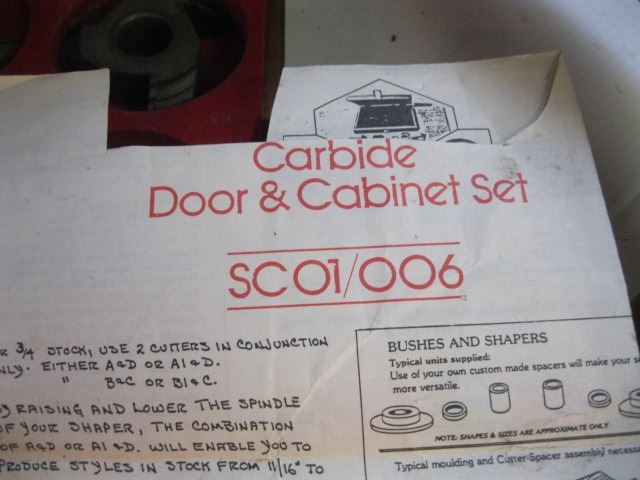 Carbide
Door & Cabinet Set
SC01/006
3/4 STOCK, USE 2 CUTTERS IN CONJUNCTION
EITHER A&D OR A1&D.
" B&C OR B1&C.
RAISING AND LOWER THE SPINDLE
OF YOUR SHAPER, THE COMBINATION
OF A&D OR A1&D. WILL ENABLE YOU TO
STYLES IN STOCK FROM 11/16" TO
BUSHES AND SHAPERS
Typical units supplied:
Use of your own custom made spacers will make your
more versatile.
NOTE: SHAPES & SIZES ARE APPROXIMATE ONLY
Typical moulding and Cutter-Spacer assembly